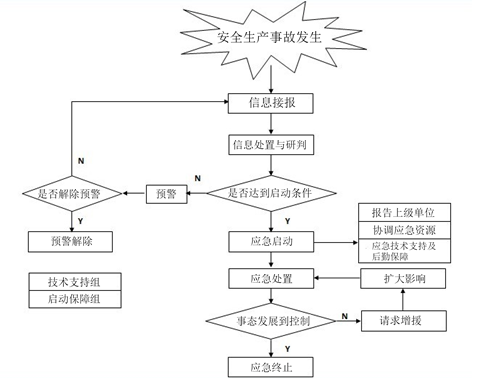 安全生产事故发生
信息接报
信息处置与研判
N
N
是否解除预警
预警
是否达到启动条件
Y
Y
报告上级单位
协调应急资源
应急技术支持及
后勤保障
预警解除
应急启动
技术支持组
启动保障组
应急处置
扩大影响
事态发展到控制
N
请求增援
Y
应急终止